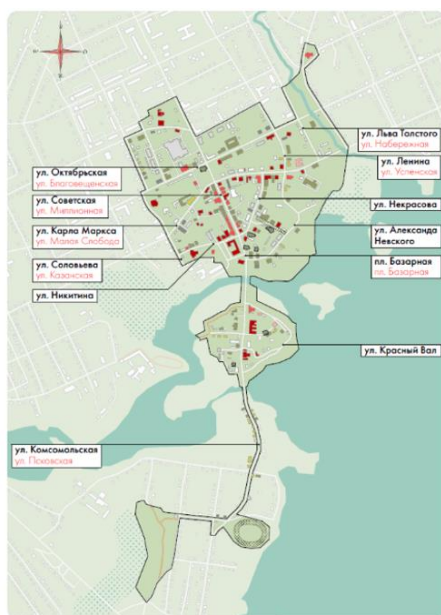 ул. Льва Толстого
ул. Набережная
ул. Ленина
ул. Успенская
ул. Октябрьская
ул. Благовещенская
ул. Советская
ул. Миллионная
ул. Некрасова
ул. Карла Маркса
ул. Малая Слобода
ул. Александа
Невского
ул. Соловьева
ул. Казанская
пл. Базарная
пл. Базарная
ул. Никитина
ул. Красный Вал
ул. Комсомольская
ул. Псковская